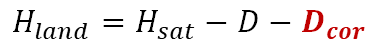 H_land = H_sat − D − D_cor